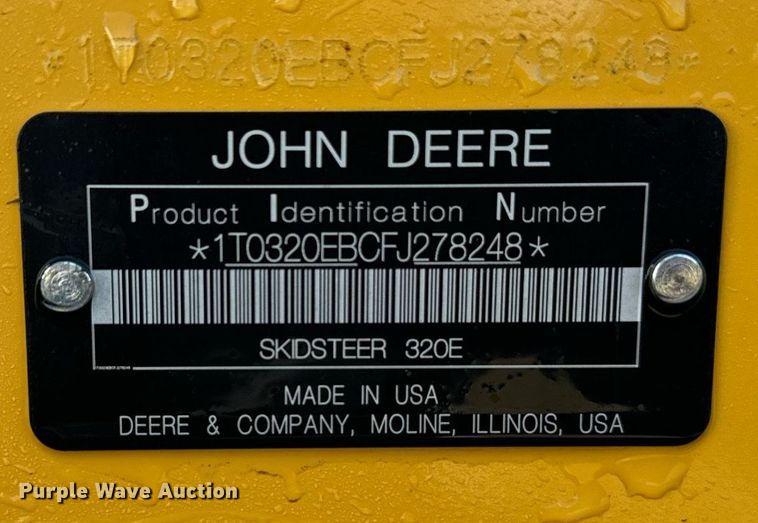 *1T0320EBCFJ278248*
JOHN DEERE
Product Identification Number
*1T0320EBCFJ278248*
SKIDSTEER 320E
MADE IN USA
DEERE & COMPANY, MOLINE, ILLINOIS, USA
Purple Wave Auction